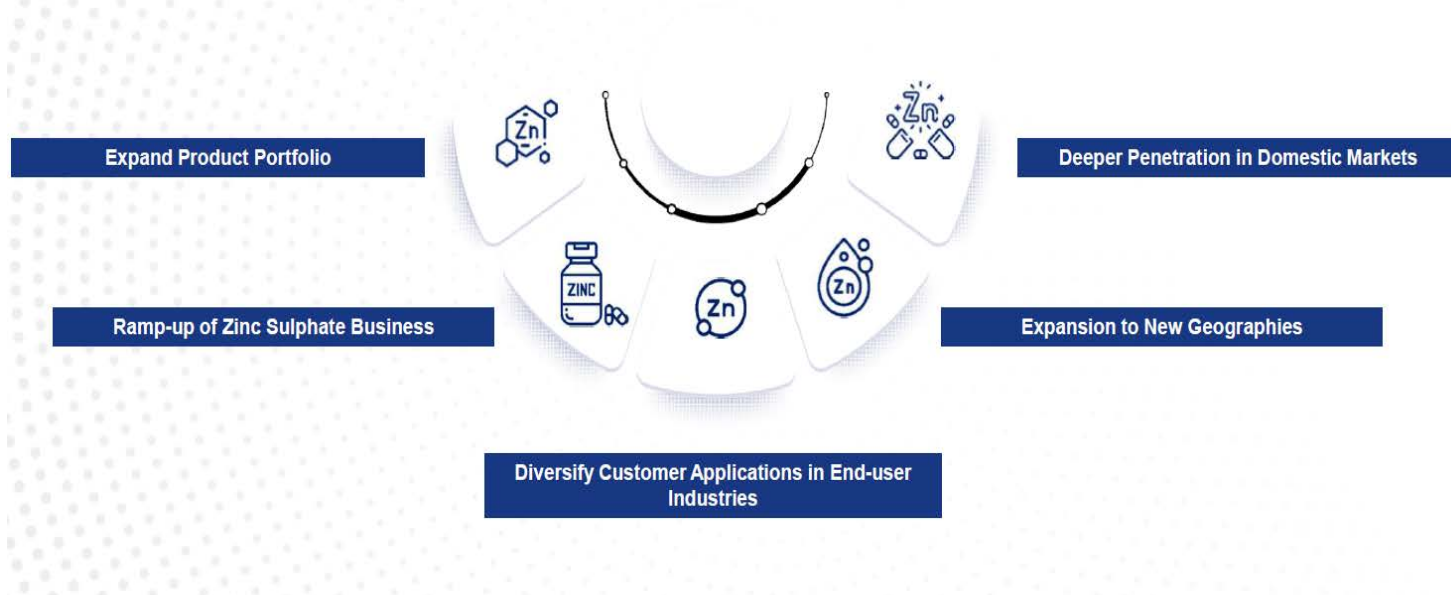 Zn
Zn
Expand Product Portfolio
Deeper Penetration in Domestic Markets
ZINC
Zn
Zn
Ramp-up of Zinc Sulphate Business
Expansion to New Geographies
Diversify Customer Applications in End-user
Industries